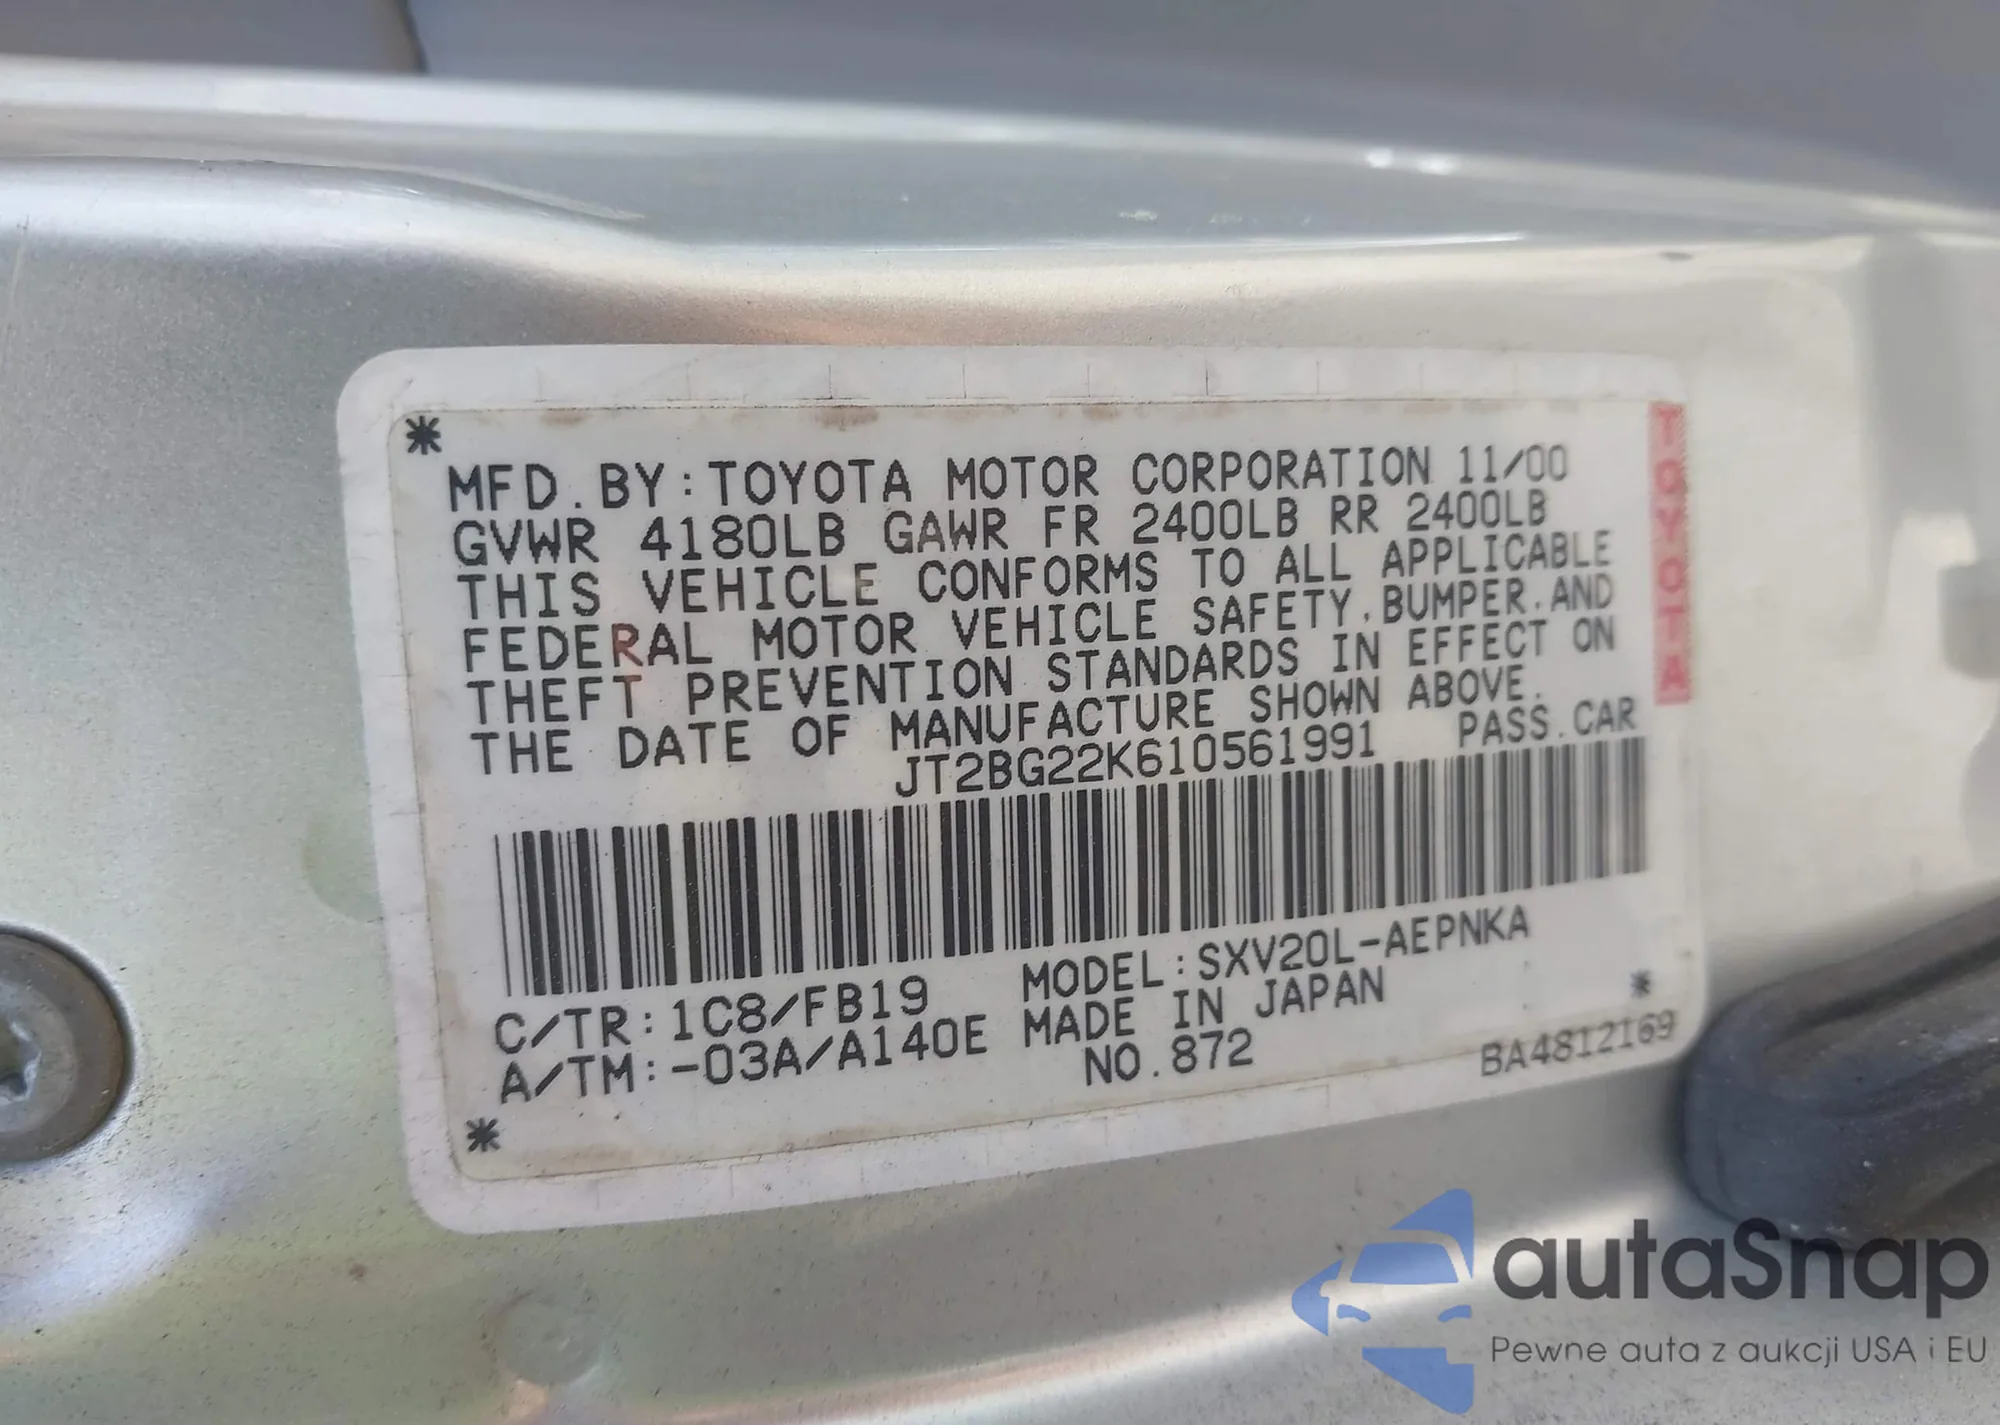 *
MFD. BY: TOYOTA MOTOR CORPORATION 11/00
GVWR 4180LB GAWR FR 2400LB RR 2400LB
THIS VEHICLE CONFORMS TO ALL APPLICABLE
FEDERAL MOTOR VEHICLE SAFETY, BUMPER, AND
THEFT PREVENTION STANDARDS IN EFFECT ON
THE DATE OF MANUFACTURE SHOWN ABOVE.
JT2BG22K610561991 PASS. CAR
TOYOTA
C/TR: 1C8/FB19 MODEL: SXV20L-AEPNKA
A/TM: -03A/A140E MADE IN JAPAN *
NO. 872 BA4812169
*
autaSnap
Pewne auta z aukcji USA i EU